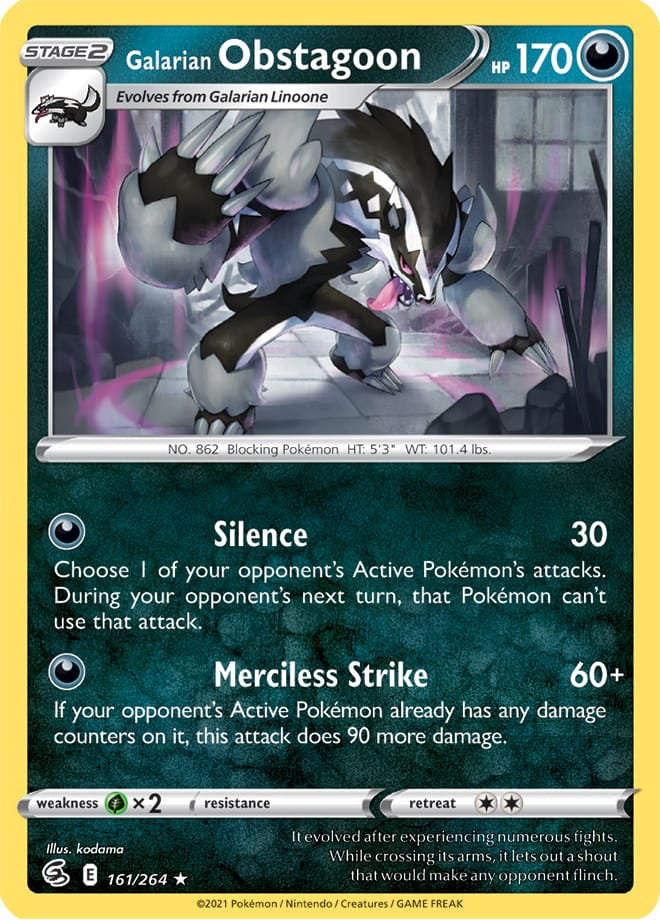 STAGE2
Galarian Obstagoon HP 170
Evolves from Galarian Linoone
NO. 862 Blocking Pokémon HT: 5'3" WT: 101.4 lbs.
Silence 30
Choose 1 of your opponent's Active Pokémon's attacks.
During your opponent's next turn, that Pokémon can't
use that attack.
Merciless Strike 60+
If your opponent's Active Pokémon already has any damage
counters on it, this attack does 90 more damage.
weakness ×2 resistance retreat
Illus. kodama
It evolved after experiencing numerous fights.
While crossing its arms, it lets out a shout
that would make any opponent flinch.
E 161/264 ★
©2021 Pokémon / Nintendo / Creatures / GAME FREAK